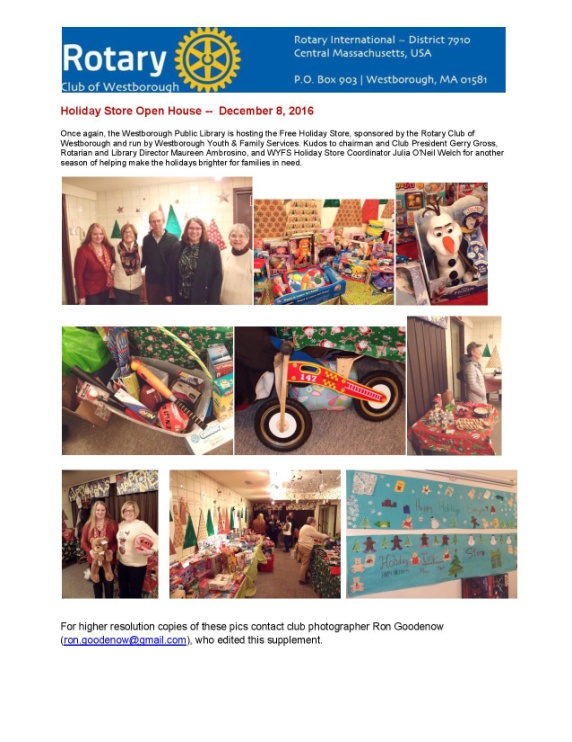 Rotary
Club of Westborough
Rotary International ~ District 7910
Central Massachusetts, USA
P.O. Box 903 | Westborough, MA 01581
Holiday Store Open House -- December 8, 2016
Once again, the Westborough Public Library is hosting the Free Holiday Store, sponsored by the Rotary Club of
Westborough and run by Westborough Youth & Family Services. Kudos to chairman and Club President Gerry Gross,
Rotarian and Library Director Maureen Ambrosino, and WYFS Holiday Store Coordinator Julia O'Neil Welch for another
season of helping make the holidays brighter for families in need.
147
Happy Holidays
Holiday
For higher resolution copies of these pics contact club photographer Ron Goodenow
(ron.goodenow@gmail.com), who edited this supplement.